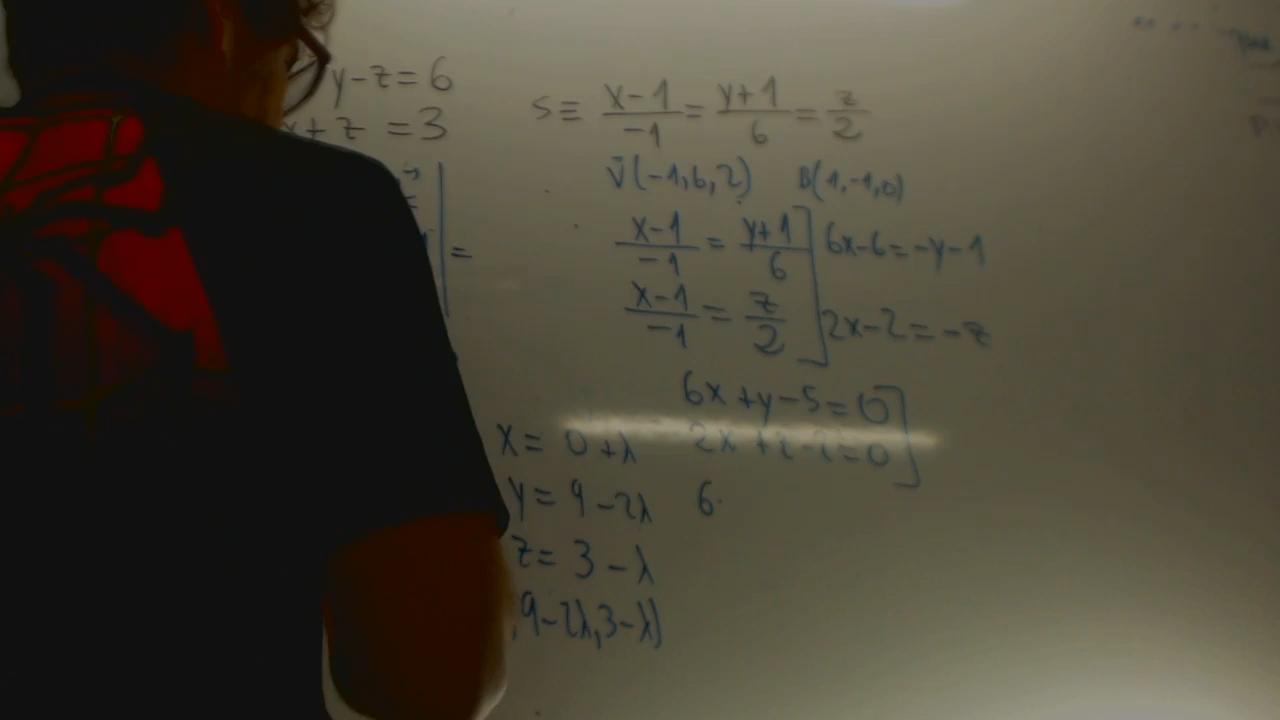 y-z=6
x+z =3
S≡ x-1/-1 = y+1/6 = z/2
v̄(-1,6,2) B(1,-1,0)
=
x-1/-1 = y+1/6 ] 6x-6=-y-1
x-1/-1 = z/2 ] 2x-2=-z
6x+y-5=0 ]
2x+z-2=0 ]
x= 0+λ
y= 9-2λ 6
z= 3-λ
,9-2λ,3-λ)